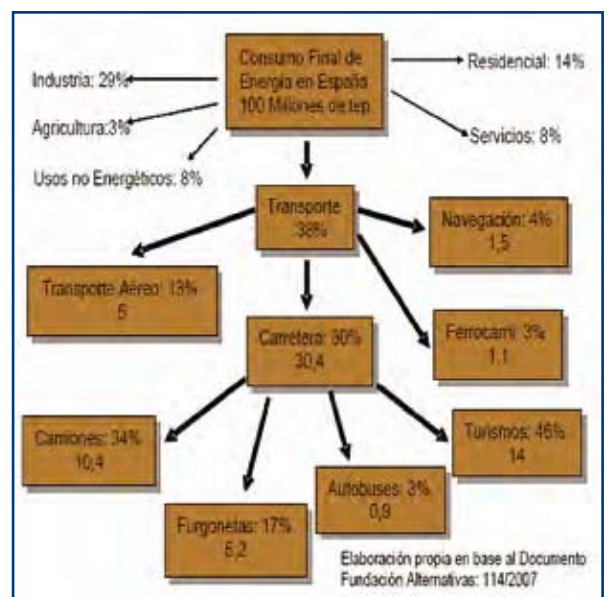 Consumo Final de
Energía en España
100 Millones de tep
Residencial: 14%
Industria: 29%
Agricultura:3%
Servicios: 8%
Usos no Energéticos: 8%
Transporte
38%
Navegación: 4%
1,5
Transporte Aéreo: 13%
5
Carretera: 80%
30,4
Ferrocarril: 3%
1,1
Camiones: 34%
10,4
Turismos: 46%
14
Autobuses: 3%
0,9
Furgonetas: 17%
5,2
Elaboración propia en base al Documento
Fundación Alternativas: 114/2007